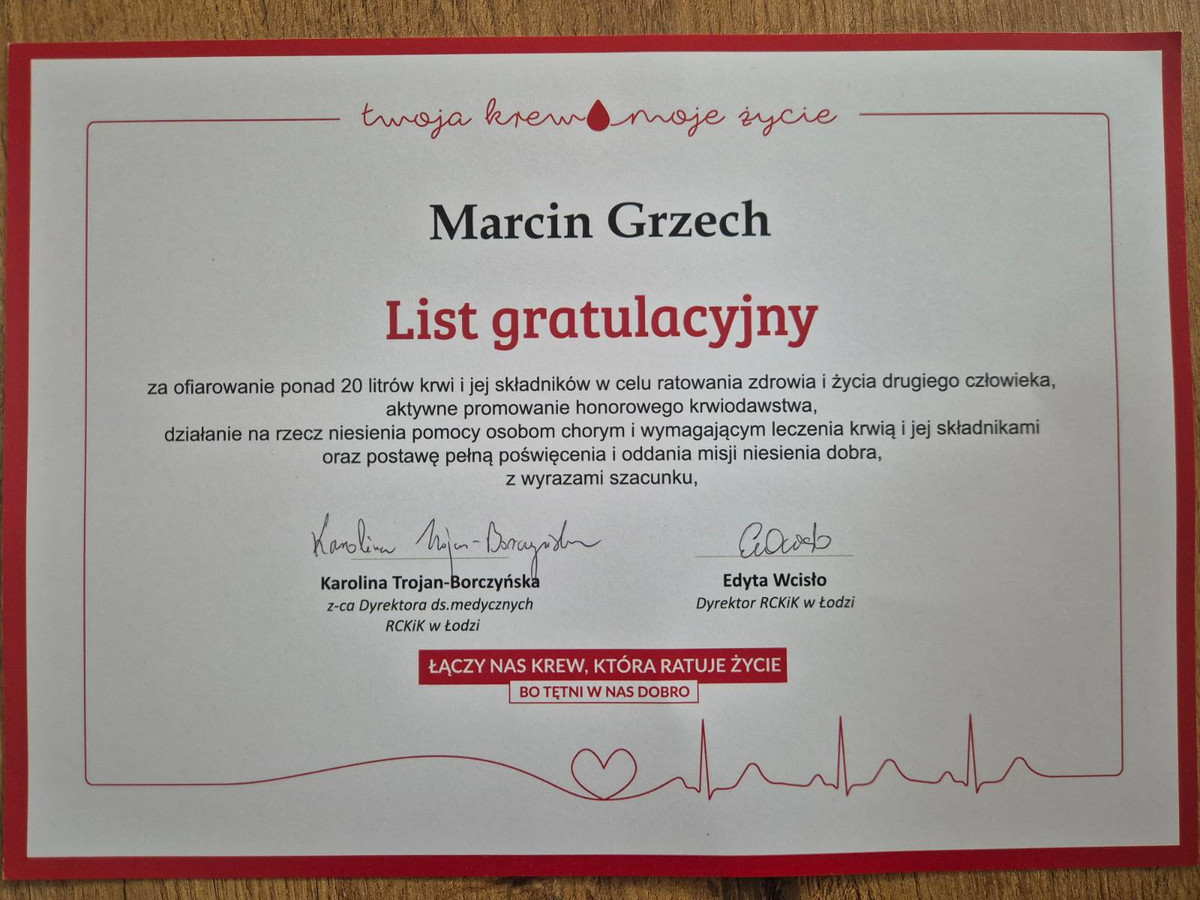 twoja krew moje życie
Marcin Grzech
List gratulacyjny
za ofiarowanie ponad 20 litrów krwi i jej składników w celu ratowania zdrowia i życia drugiego człowieka,
aktywne promowanie honorowego krwiodawstwa,
działanie na rzecz niesienia pomocy osobom chorym i wymagającym leczenia krwią i jej składnikami
oraz postawę pełną poświęcenia i oddania misji niesienia dobra,
z wyrazami szacunku,
Karolina Trojan-Borczyńska
Karolina Trojan-Borczyńska
z-ca Dyrektora ds.medycznych
RCKiK w Łodzi
Edyta Wcisło
Dyrektor RCKiK w Łodzi
ŁĄCZY NAS KREW, KTÓRA RATUJE ŻYCIE
BO TĘTNI W NAS DOBRO